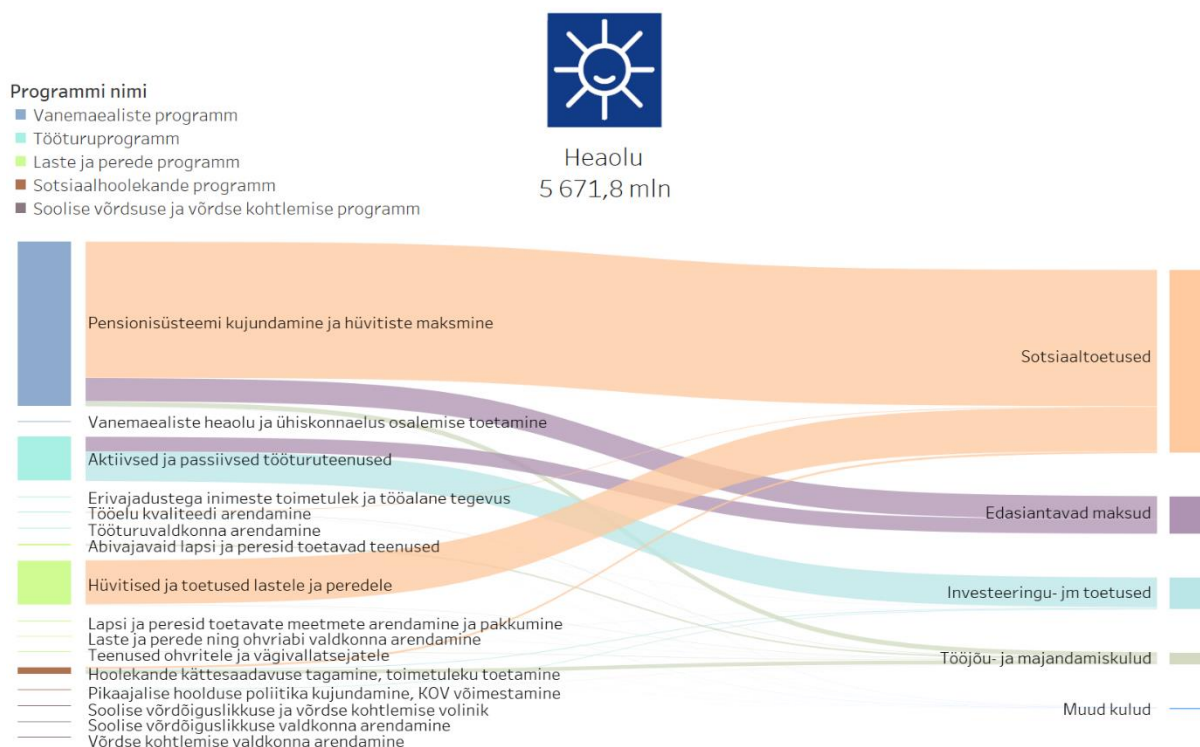 Heaolu
5 671,8 mln
Programmi nimi
Vanemaealiste programm
Tööturuprogramm
Laste ja perede programm
Sotsiaalhoolekande programm
Soolise võrdsuse ja võrdse kohtlemise programm
Pensionisüsteemi kujundamine ja hüvitiste maksmine
Vanemaealiste heaolu ja ühiskonnaelus osalemise toetamine
Aktiivsed ja passiivsed tööturuteenused
Erivajadustega inimeste toimetulek ja tööalane tegevus
Tööelu kvaliteedi arendamine
Tööturuvaldkonna arendamine
Abivajavaid lapsi ja peresid toetavad teenused
Hüvitised ja toetused lastele ja peredele
Lapsi ja peresid toetavate meetmete arendamine ja pakkumine
Laste ja perede ning ohvriabi valdkonna arendamine
Teenused ohvritele ja vägivallatsejatele
Hoolekande kättesaadavuse tagamine, toimetuleku toetamine
Pikaajalise hoolduse poliitika kujundamine, KOV võimestamine
Soolise võrdõiguslikkuse ja võrdse kohtlemise volinik
Soolise võrdõiguslikkuse valdkonna arendamine
Võrdse kohtlemise valdkonna arendamine
Sotsiaaltoetused
Edasiantavad maksud
Investeeringu- jm toetused
Tööjõu- ja majandamiskulud
Muud kulud